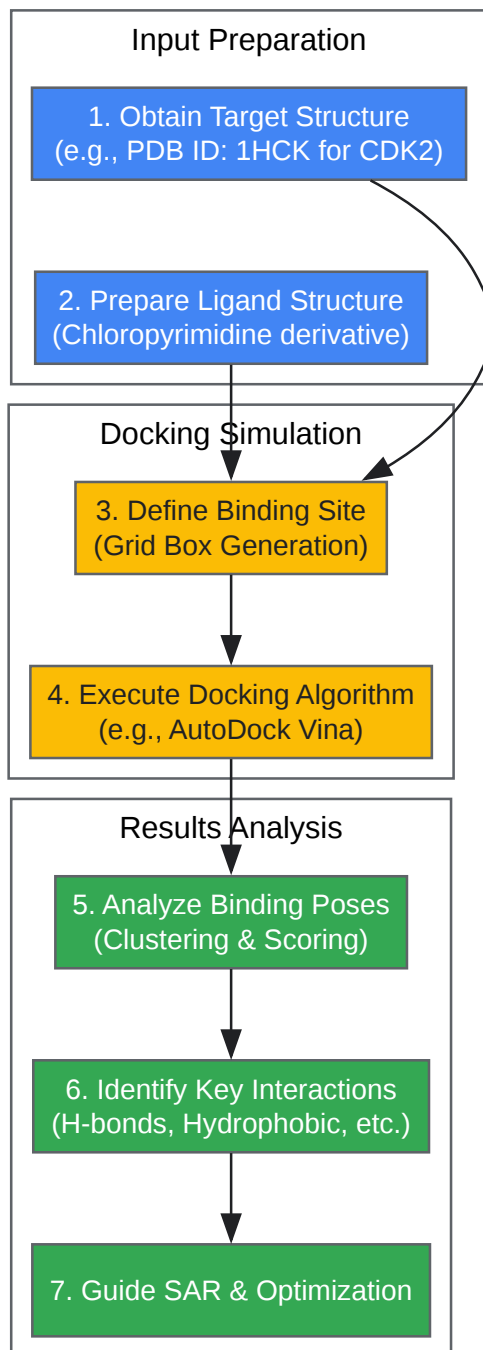 Input Preparation
1. Obtain Target Structure
(e.g., PDB ID: 1HCK for CDK2)
2. Prepare Ligand Structure
(Chloropyrimidine derivative)
Docking Simulation
3. Define Binding Site
(Grid Box Generation)
4. Execute Docking Algorithm
(e.g., AutoDock Vina)
Results Analysis
5. Analyze Binding Poses
(Clustering & Scoring)
6. Identify Key Interactions
(H-bonds, Hydrophobic, etc.)
7. Guide SAR & Optimization